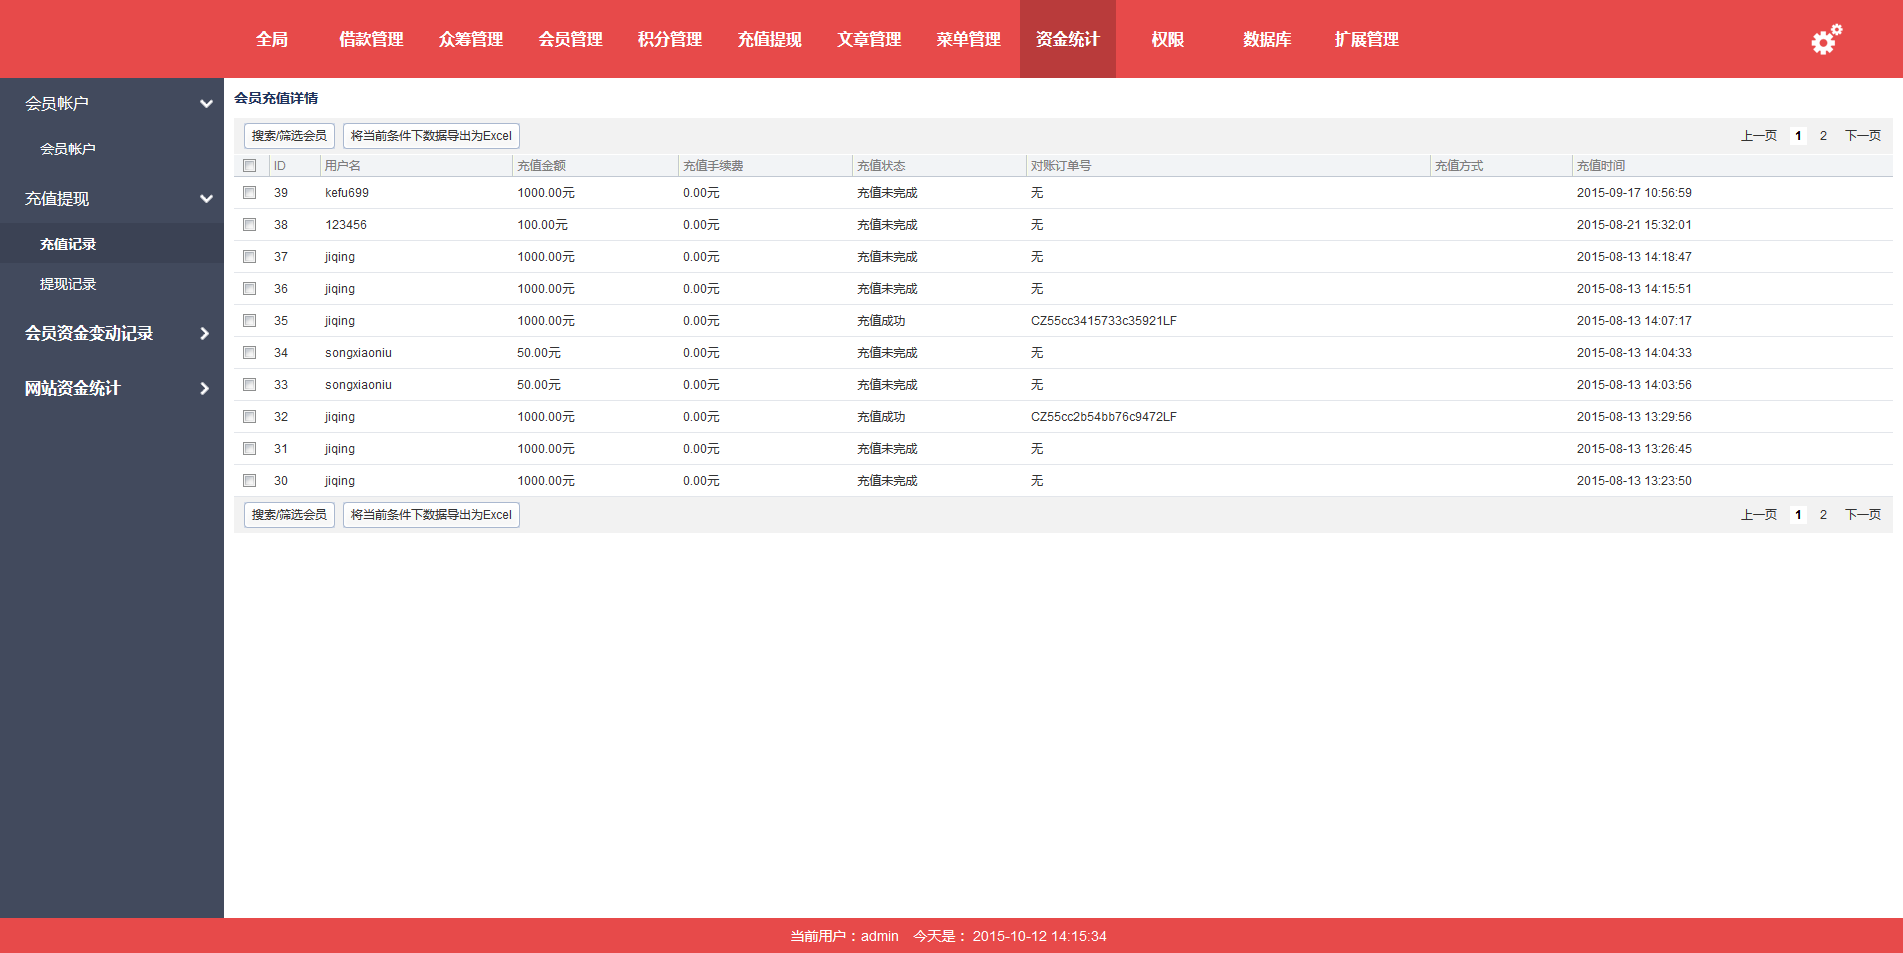 全局 借款管理 众筹管理 会员管理 积分管理 充值提现 文章管理 菜单管理 资金统计 权限 数据库 扩展管理
会员帐户
会员帐户
充值提现
充值记录
提现记录
会员资金变动记录
网站资金统计
会员充值详情
搜索/筛选会员 将当前条件下数据导出为Excel 上一页 1 2 下一页
ID 用户名 充值金额 充值手续费 充值状态 对账订单号 充值方式 充值时间
39 kefu699 1000.00元 0.00元 充值未完成 无 2015-09-17 10:56:59
38 123456 100.00元 0.00元 充值未完成 无 2015-08-21 15:32:01
37 jiqing 1000.00元 0.00元 充值未完成 无 2015-08-13 14:18:47
36 jiqing 1000.00元 0.00元 充值未完成 无 2015-08-13 14:15:51
35 jiqing 1000.00元 0.00元 充值成功 CZ55cc3415733c35921LF 2015-08-13 14:07:17
34 songxiaoniu 50.00元 0.00元 充值未完成 无 2015-08-13 14:04:33
33 songxiaoniu 50.00元 0.00元 充值未完成 无 2015-08-13 14:03:56
32 jiqing 1000.00元 0.00元 充值成功 CZ55cc2b54bb76c9472LF 2015-08-13 13:29:56
31 jiqing 1000.00元 0.00元 充值未完成 无 2015-08-13 13:26:45
30 jiqing 1000.00元 0.00元 充值未完成 无 2015-08-13 13:23:50
搜索/筛选会员 将当前条件下数据导出为Excel 上一页 1 2 下一页
当前用户：admin 今天是： 2015-10-12 14:15:34